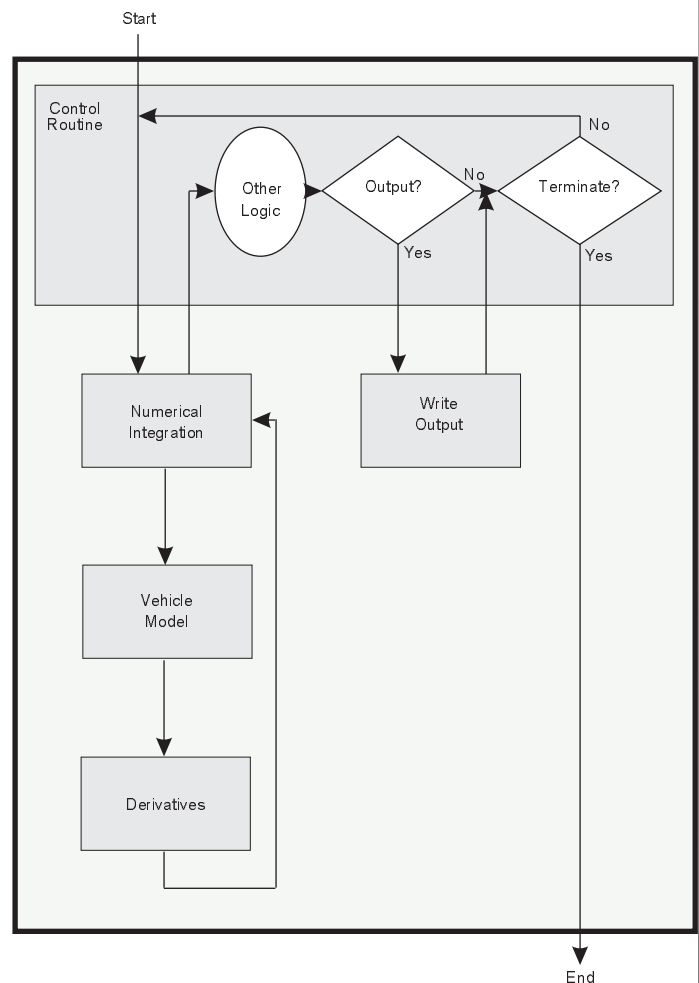 Start
Control
Routine
No
Other
Logic
Output?
No
Terminate?
Yes
Yes
Numerical
Integration
Write
Output
Vehicle
Model
Derivatives
End